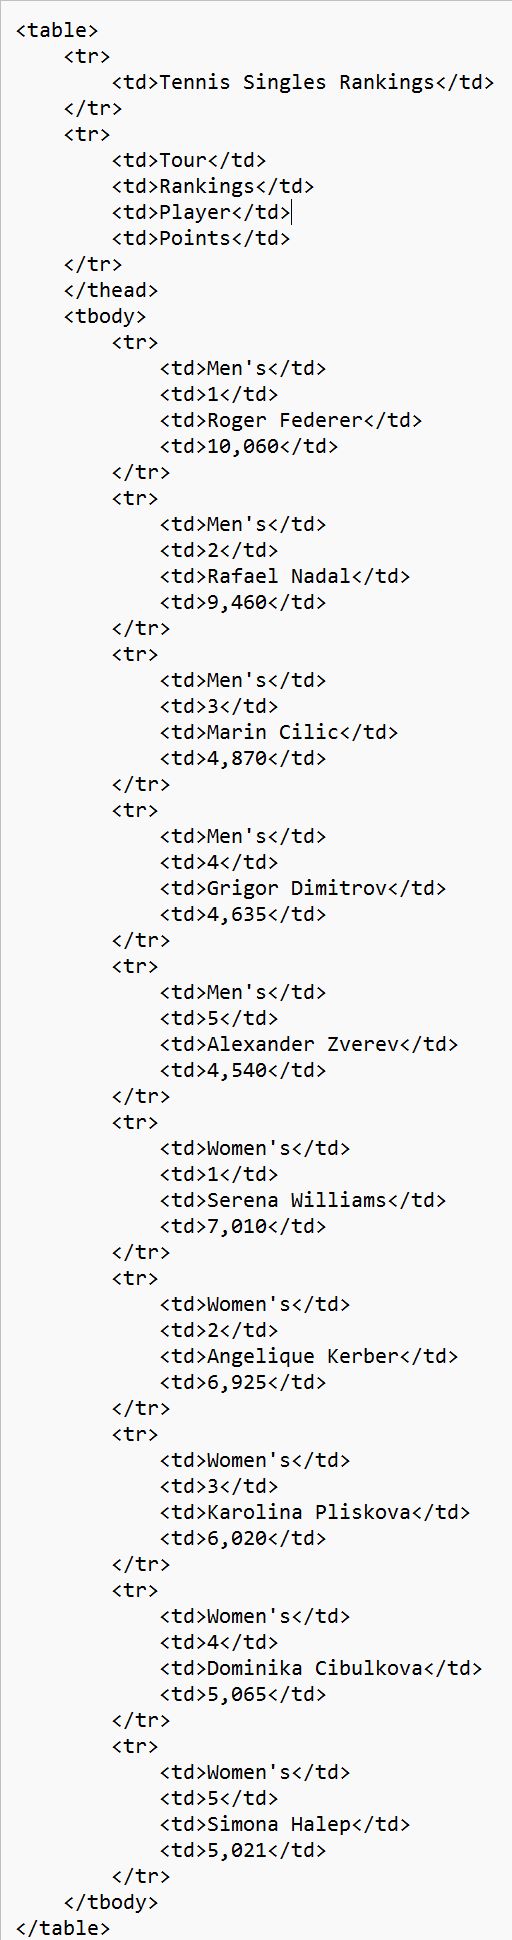 <table>
<tr>
<td>Tennis Singles Rankings</td>
</tr>
<tr>
<td>Tour</td>
<td>Rankings</td>
<td>Player</td>
<td>Points</td>
</tr>
</thead>
<tbody>
<tr>
<td>Men's</td>
<td>1</td>
<td>Roger Federer</td>
<td>10,060</td>
</tr>
<tr>
<td>Men's</td>
<td>2</td>
<td>Rafael Nadal</td>
<td>9,460</td>
</tr>
<tr>
<td>Men's</td>
<td>3</td>
<td>Marin Cilic</td>
<td>4,870</td>
</tr>
<tr>
<td>Men's</td>
<td>4</td>
<td>Grigor Dimitrov</td>
<td>4,635</td>
</tr>
<tr>
<td>Men's</td>
<td>5</td>
<td>Alexander Zverev</td>
<td>4,540</td>
</tr>
<tr>
<td>Women's</td>
<td>1</td>
<td>Serena Williams</td>
<td>7,010</td>
</tr>
<tr>
<td>Women's</td>
<td>2</td>
<td>Angelique Kerber</td>
<td>6,925</td>
</tr>
<tr>
<td>Women's</td>
<td>3</td>
<td>Karolina Pliskova</td>
<td>6,020</td>
</tr>
<tr>
<td>Women's</td>
<td>4</td>
<td>Dominika Cibulkova</td>
<td>5,065</td>
</tr>
<tr>
<td>Women's</td>
<td>5</td>
<td>Simona Halep</td>
<td>5,021</td>
</tr>
</tbody>
</table>